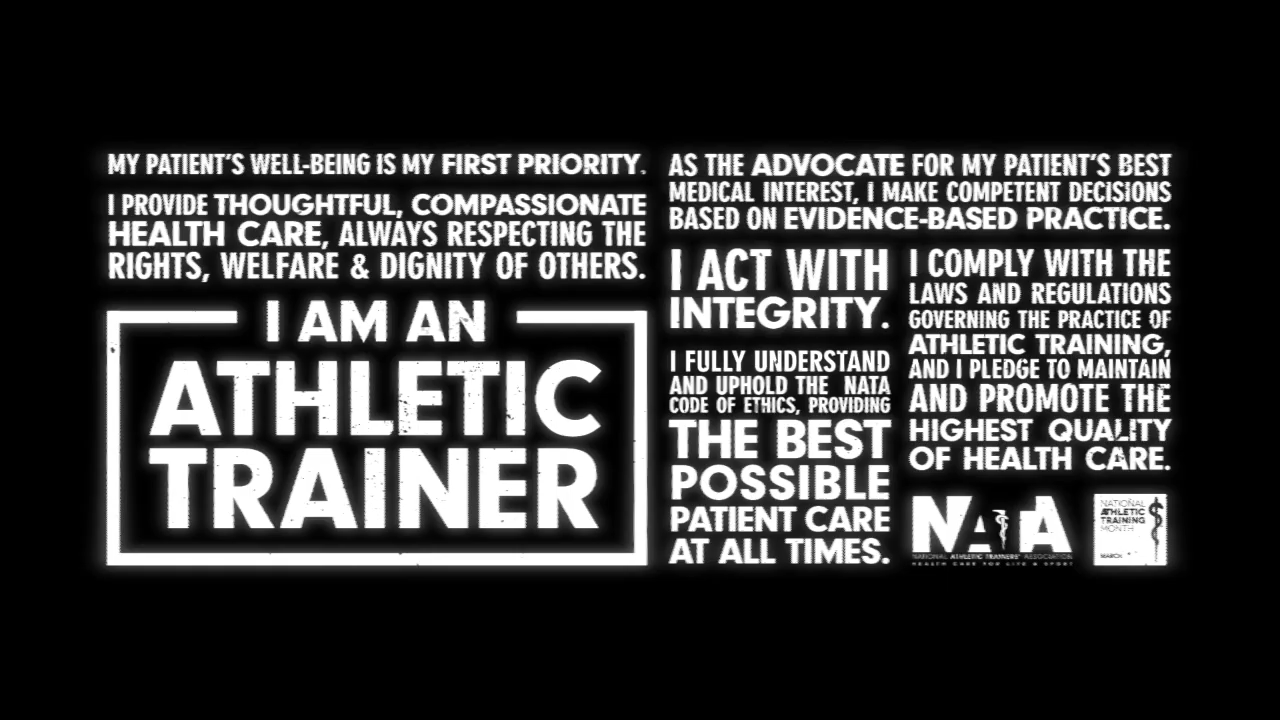 MY PATIENT'S WELL-BEING IS MY FIRST PRIORITY.
I PROVIDE THOUGHTFUL, COMPASSIONATE
HEALTH CARE, ALWAYS RESPECTING THE
RIGHTS, WELFARE & DIGNITY OF OTHERS.
I AM AN
ATHLETIC
TRAINER
AS THE ADVOCATE FOR MY PATIENT'S BEST
MEDICAL INTEREST, I MAKE COMPETENT DECISIONS
BASED ON EVIDENCE-BASED PRACTICE.
I ACT WITH
INTEGRITY.
I FULLY UNDERSTAND
AND UPHOLD THE NATA
CODE OF ETHICS, PROVIDING
THE BEST
POSSIBLE
PATIENT CARE
AT ALL TIMES.
I COMPLY WITH THE
LAWS AND REGULATIONS
GOVERNING THE PRACTICE OF
ATHLETIC TRAINING,
AND I PLEDGE TO MAINTAIN
AND PROMOTE THE
HIGHEST QUALITY
OF HEALTH CARE.
NATA
NATIONAL ATHLETIC TRAINERS' ASSOCIATION
HEALTH CARE FOR LIFE & SPORT
NATIONAL
ATHLETIC
TRAINING
MONTH
MARCH